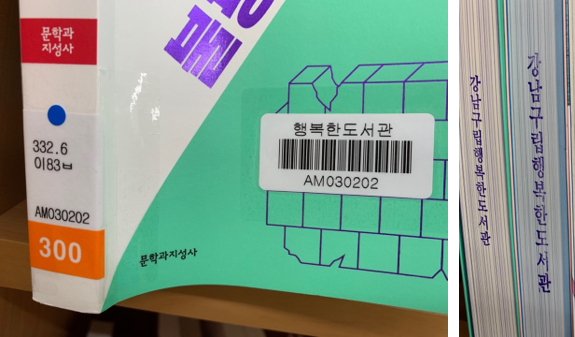 문학과
지성사
332.6
이83ㅂ
AM030202
300
행복한도서관
AM030202
문학과지성사
강남구립행복한도서관
강남구립행복한도서관